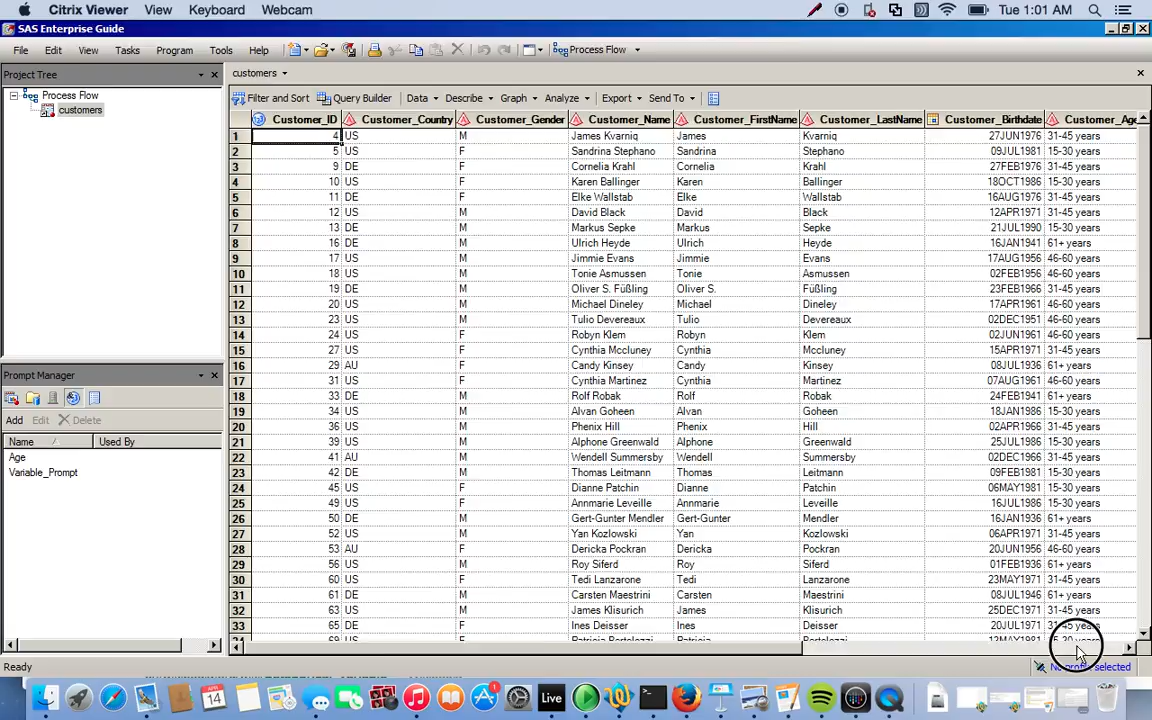 Citrix Viewer View Keyboard Webcam Tue 1:01 AM
SAS Enterprise Guide
File Edit View Tasks Program Tools Help Process Flow
Project Tree
Process Flow
customers
Prompt Manager
Add Edit Delete
Name Used By
Age
Variable_Prompt
customers
Filter and Sort Query Builder Data Describe Graph Analyze Export Send To
Customer_ID Customer_Country Customer_Gender Customer_Name Customer_FirstName Customer_LastName Customer_Birthdate Customer_Age
1 4 US M James Kvarniq James Kvarniq 27JUN1976 31-45 years
2 5 US F Sandrina Stephano Sandrina Stephano 09JUL1981 15-30 years
3 9 DE F Cornelia Krahl Cornelia Krahl 27FEB1976 31-45 years
4 10 US F Karen Ballinger Karen Ballinger 18OCT1986 15-30 years
5 11 DE F Elke Wallstab Elke Wallstab 16AUG1976 31-45 years
6 12 US M David Black David Black 12APR1971 31-45 years
7 13 DE M Markus Sepke Markus Sepke 21JUL1990 15-30 years
8 16 DE M Ulrich Heyde Ulrich Heyde 16JAN1941 61+ years
9 17 US M Jimmie Evans Jimmie Evans 17AUG1956 46-60 years
10 18 US M Tonie Asmussen Tonie Asmussen 02FEB1956 46-60 years
11 19 DE M Oliver S. Füßling Oliver S. Füßling 23FEB1966 31-45 years
12 20 US M Michael Dineley Michael Dineley 17APR1961 46-60 years
13 23 US M Tulio Devereaux Tulio Devereaux 02DEC1951 46-60 years
14 24 US F Robyn Klem Robyn Klem 02JUN1961 46-60 years
15 27 US F Cynthia Mccluney Cynthia Mccluney 15APR1971 31-45 years
16 29 AU F Candy Kinsey Candy Kinsey 08JUL1936 61+ years
17 31 US F Cynthia Martinez Cynthia Martinez 07AUG1961 46-60 years
18 33 DE M Rolf Robak Rolf Robak 24FEB1941 61+ years
19 34 US M Alvan Goheen Alvan Goheen 18JAN1986 15-30 years
20 36 US M Phenix Hill Phenix Hill 02APR1966 31-45 years
21 39 US M Alphone Greenwald Alphone Greenwald 25JUL1986 15-30 years
22 41 AU M Wendell Summersby Wendell Summersby 02DEC1966 31-45 years
23 42 DE M Thomas Leitmann Thomas Leitmann 09FEB1981 15-30 years
24 45 US F Dianne Patchin Dianne Patchin 06MAY1981 15-30 years
25 49 US F Annmarie Leveille Annmarie Leveille 16JUL1986 15-30 years
26 50 DE M Gert-Gunter Mendler Gert-Gunter Mendler 16JAN1936 61+ years
27 52 US M Yan Kozlowski Yan Kozlowski 06APR1971 31-45 years
28 53 AU F Dericka Pockran Dericka Pockran 20JUN1956 46-60 years
29 56 US M Roy Siferd Roy Siferd 01JAN1936 61+ years
30 60 US F Tedi Lanzarone Tedi Lanzarone 23MAY1971 31-45 years
31 61 DE M Carsten Maestrini Carsten Maestrini 08JUL1946 61+ years
32 63 US M James Klisurich James Klisurich 25DEC1971 31-45 years
33 65 DE F Ines Deisser Ines Deisser 20JUL1971 31-45 years
Ready
No profile selected
APR
14
Live